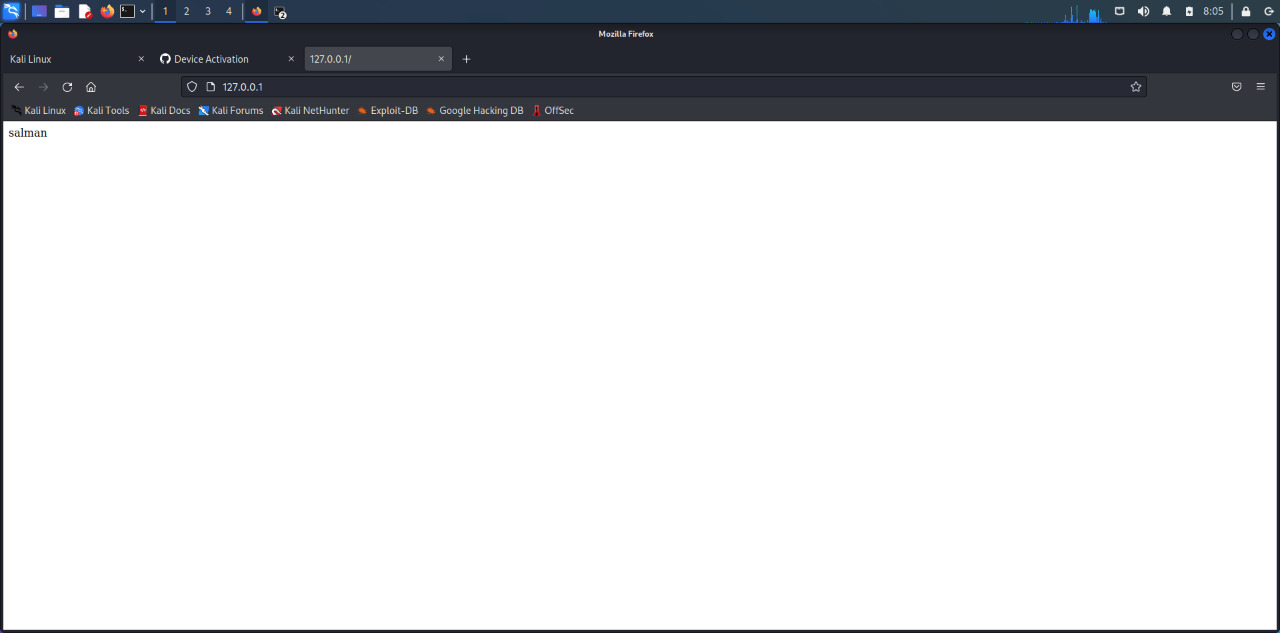 1 2 3 4 2 8:05
Mozilla Firefox
Kali Linux Device Activation 127.0.0.1/
127.0.0.1
Kali Linux Kali Tools Kali Docs Kali Forums Kali NetHunter Exploit-DB Google Hacking DB OffSec
salman